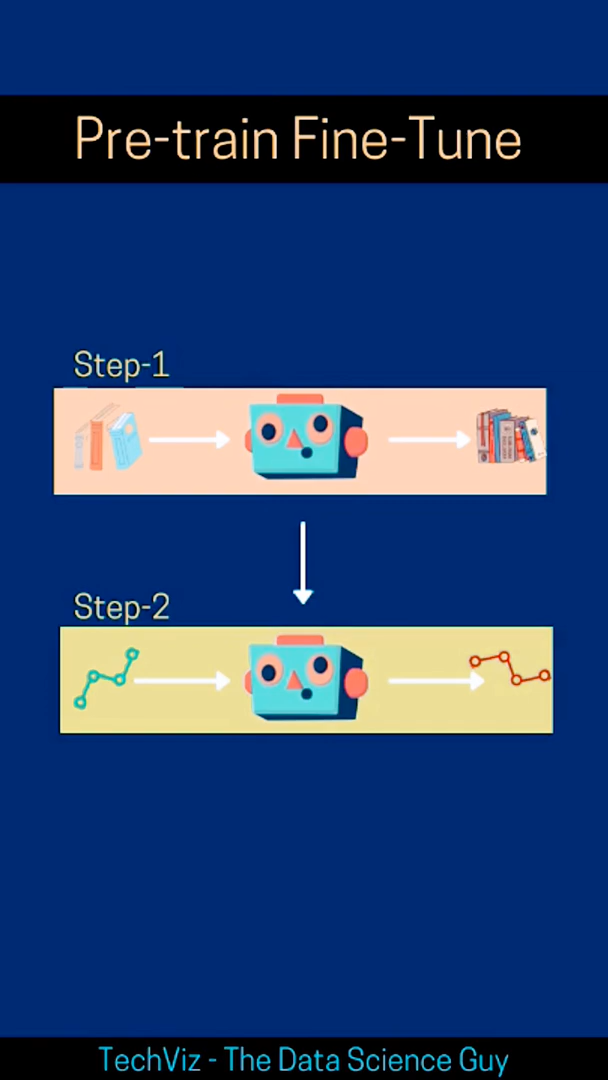 Pre-train Fine-Tune
Step-1
Step-2
TechViz - The Data Science Guy